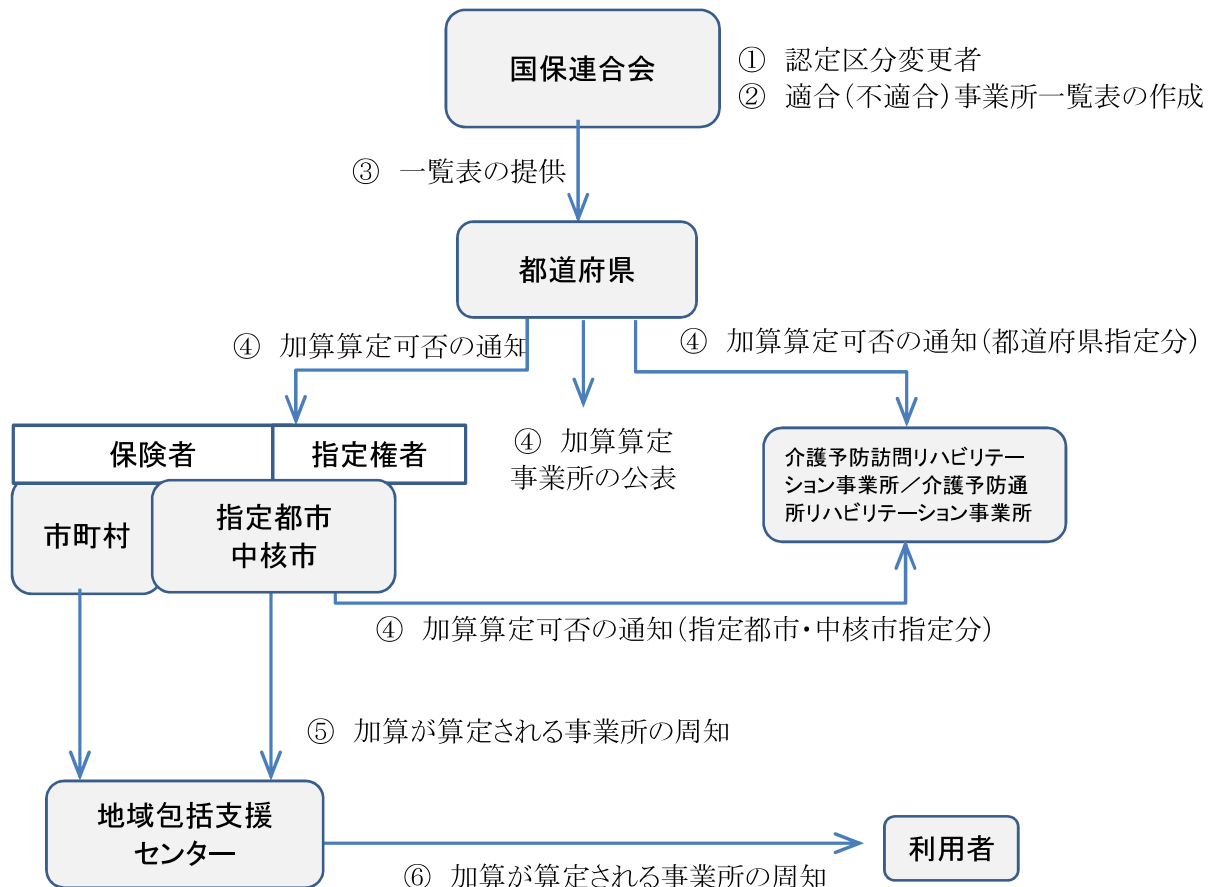 国保連合会
① 認定区分変更者
② 適合(不適合)事業所一覧表の作成
③ 一覧表の提供
都道府県
④ 加算算定可否の通知
④ 加算算定可否の通知(都道府県指定分)
④ 加算算定
事業所の公表
保険者
指定権者
介護予防訪問リハビリテー
ション事業所／介護予防通
所リハビリテーション事業所
市町村
指定都市
中核市
④ 加算算定可否の通知(指定都市・中核市指定分)
⑤ 加算が算定される事業所の周知
地域包括支援
センター
利用者
⑥ 加算が算定される事業所の周知